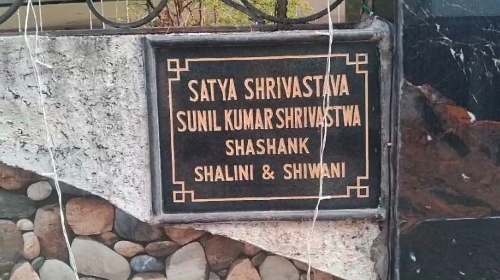 SATYA SHRIVASTAVA
SUNIL KUMAR SHRIVASTWA
SHASHANK
SHALINI & SHIWANI